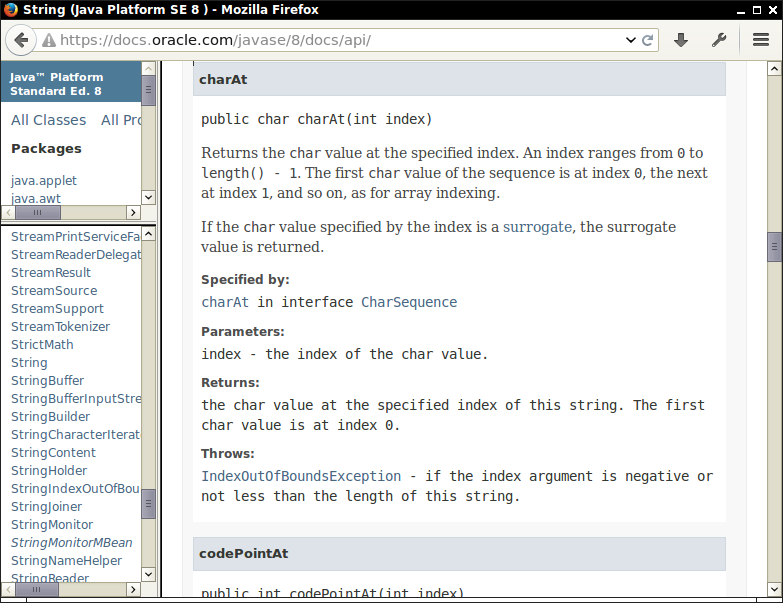 String (Java Platform SE 8 ) - Mozilla Firefox
https://docs.oracle.com/javase/8/docs/api/
Java™ Platform
Standard Ed. 8
All Classes All Pro
Packages
java.applet
java.awt
StreamPrintServiceFa
StreamReaderDelegat
StreamResult
StreamSource
StreamSupport
StreamTokenizer
StrictMath
String
StringBuffer
StringBufferInputStre
StringBuilder
StringCharacterIterat
StringContent
StringHolder
StringIndexOutOfBou
StringJoiner
StringMonitor
StringMonitorMBean
StringNameHelper
StringReader
charAt
public char charAt(int index)
Returns the char value at the specified index. An index ranges from 0 to
length() - 1. The first char value of the sequence is at index 0, the next
at index 1, and so on, as for array indexing.
If the char value specified by the index is a surrogate, the surrogate
value is returned.
Specified by:
charAt in interface CharSequence
Parameters:
index - the index of the char value.
Returns:
the char value at the specified index of this string. The first
char value is at index 0.
Throws:
IndexOutOfBoundsException - if the index argument is negative or
not less than the length of this string.
codePointAt
public int codePointAt(int index)